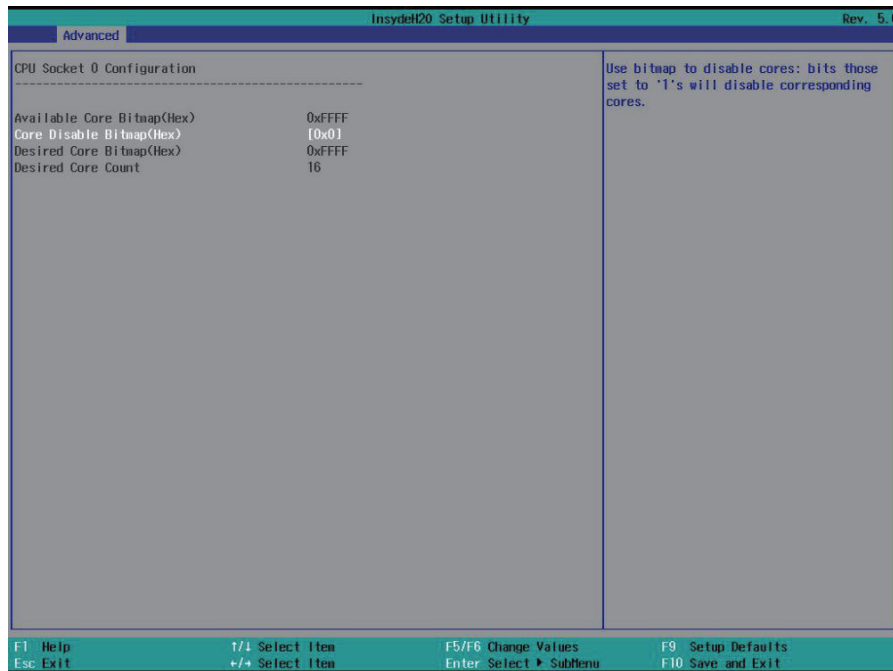 InsydeH20 Setup Utility Rev. 5.
Advanced
CPU Socket 0 Configuration
Available Core Bitmap(Hex) 0xFFFF
Core Disable Bitmap(Hex) [0x0]
Desired Core Bitmap(Hex) 0xFFFF
Desired Core Count 16
Use bitmap to disable cores: bits those
set to '1's will disable corresponding
cores.
F1 Help ↑/↓ Select Item F5/F6 Change Values F9 Setup Defaults
Esc Exit ←/→ Select Item Enter Select ▶ SubMenu F10 Save and Exit